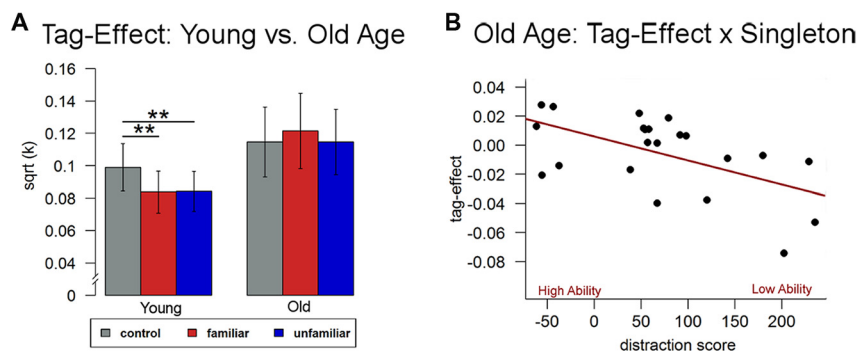 A Tag-Effect: Young vs. Old Age
0.16
0.14
0.12
0.1
0.08
0.06
0.04
0
sqrt (k)
**
**
Young Old
control familiar unfamiliar
B Old Age: Tag-Effect x Singleton
0.04
0.02
0.00
-0.02
-0.04
-0.06
-0.08
tag-effect
High Ability Low Ability
-50 0 50 100 150 200
distraction score